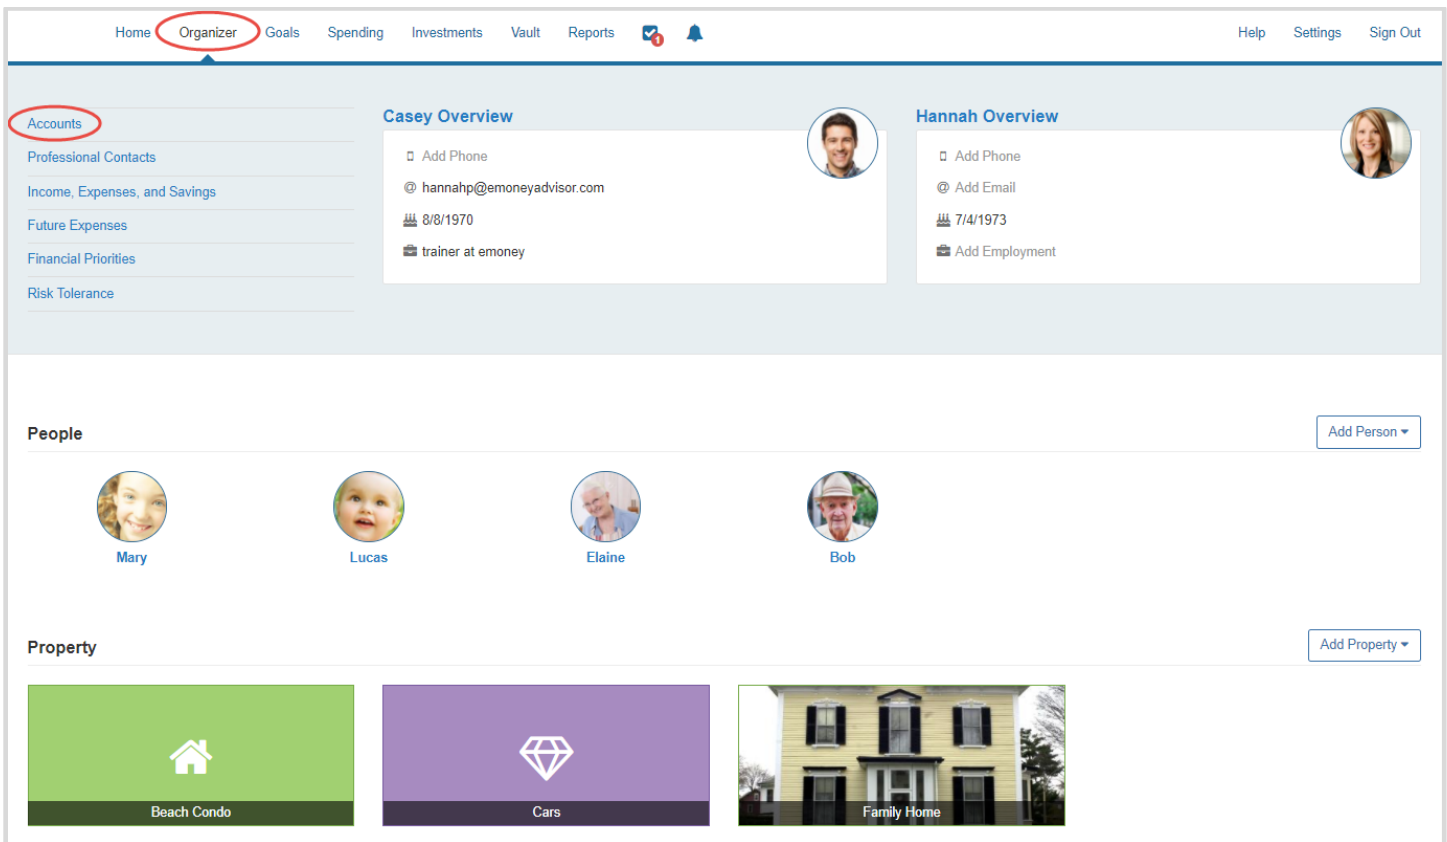 Home Organizer Goals Spending Investments Vault Reports 1 Help Settings Sign Out
Accounts
Professional Contacts
Income, Expenses, and Savings
Future Expenses
Financial Priorities
Risk Tolerance
Casey Overview
Add Phone
@ hannahp@emoneyadvisor.com
8/8/1970
trainer at emoney
Hannah Overview
Add Phone
@ Add Email
7/4/1973
Add Employment
People
Add Person
Mary Lucas Elaine Bob
Property
Add Property
Beach Condo Cars Family Home